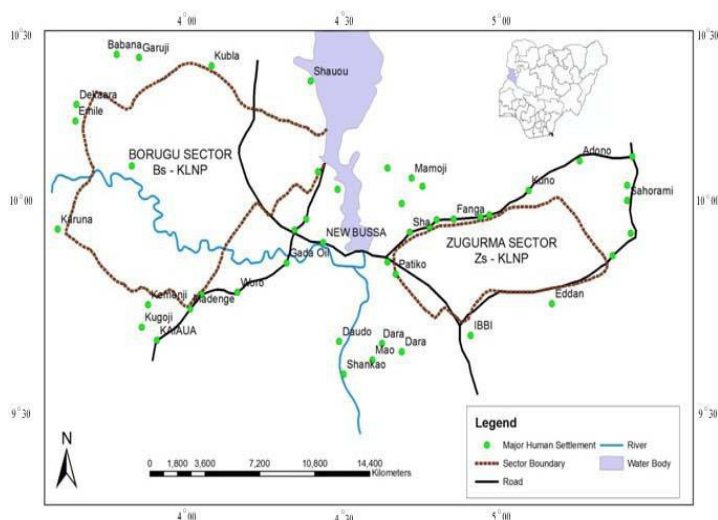 4°00
4°30
5°00
10°30
10°30
Babana
Garuji
Kubla
Shauou
Dekaara
Emile
Adono
BORUGU SECTOR
Bs - KLNP
Mamoji
Kuno
Sahorami
10°00
10°00
Fanga
Sha
Karuna
NEW BUSSA
ZUGURMA SECTOR
Zs - KLNP
Gada Oil
Patiko
Woro
Kemanji
Nadenge
Eddan
Kugoji
KAIAUA
IBBI
Daudo
Dara
Dara
Mao
Shankao
9°30
9°30
N
Legend
Major Human Settlement
River
Sector Boundary
Water Body
Road
0 1,800 3,600 7,200 10,800 14,400
Kilometers
4°00
4°30
5°00